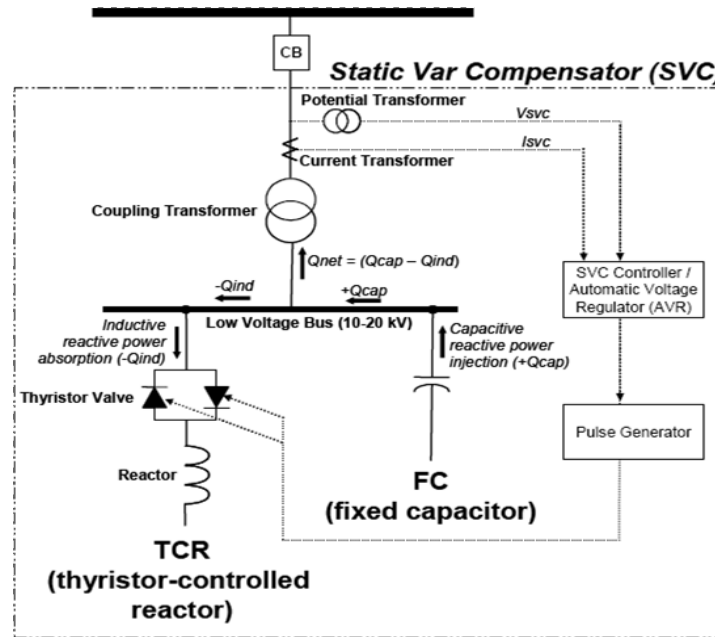 CB
Static Var Compensator (SVC)
Potential Transformer
Vsvc
Isvc
Current Transformer
Coupling Transformer
Qnet = (Qcap – Qind)
-Qind
+Qcap
SVC Controller /
Automatic Voltage
Regulator (AVR)
Low Voltage Bus (10-20 kV)
Inductive
reactive power
absorption (-Qind)
Capacitive
reactive power
injection (+Qcap)
Thyristor Valve
Pulse Generator
Reactor
FC
(fixed capacitor)
TCR
(thyristor-controlled
reactor)